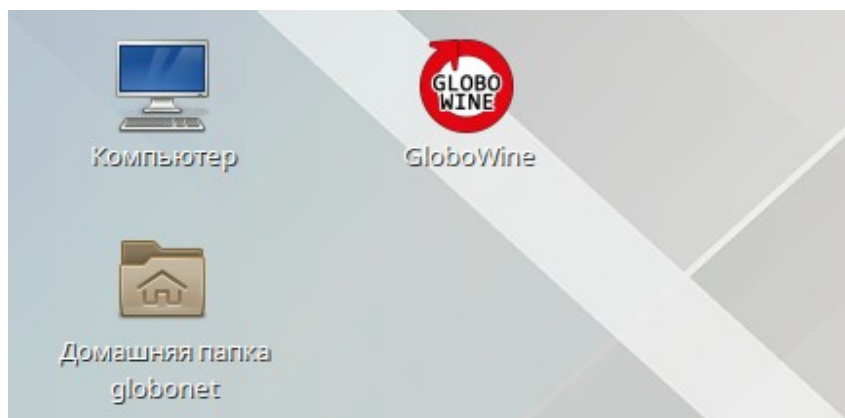 GLOBO
WINE
Компьютер
GloboWine
Домашняя папка
globonet